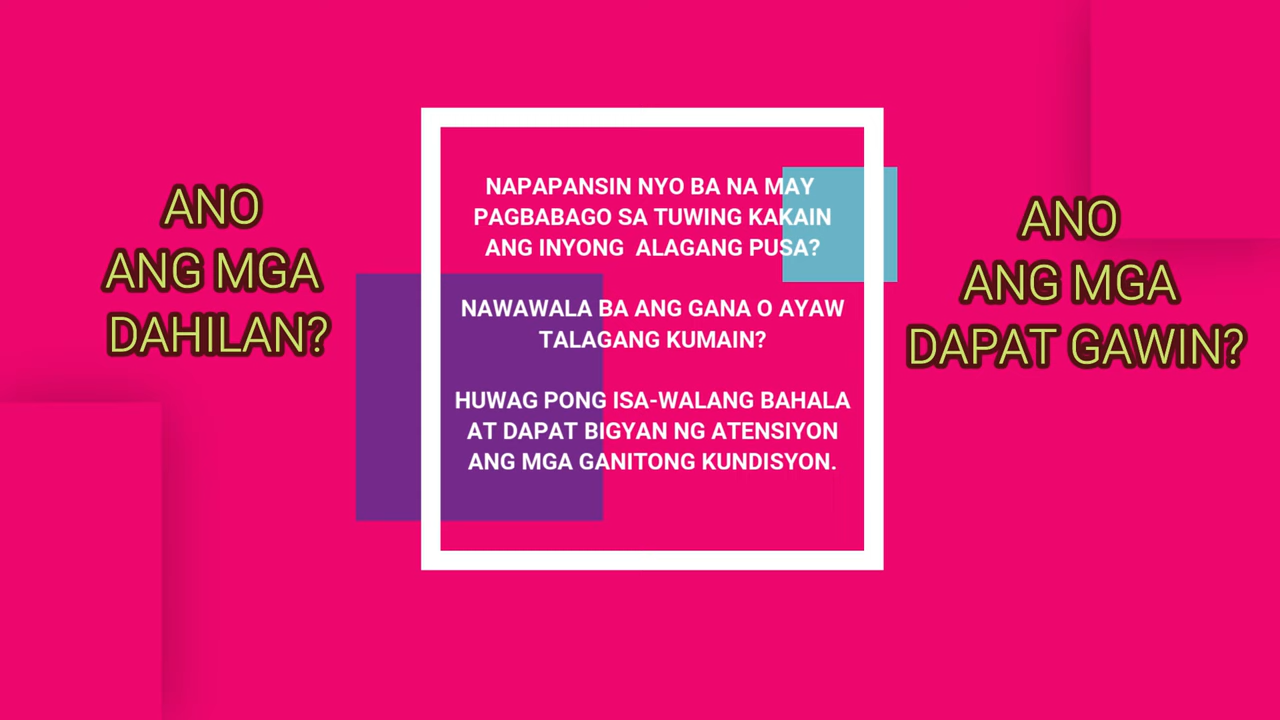 ANO
ANG MGA
DAHILAN?
NAPAPANSIN NYO BA NA MAY
PAGBABAGO SA TUWING KAKAIN
ANG INYONG ALAGANG PUSA?
NAWAWALA BA ANG GANA O AYAW
TALAGANG KUMAIN?
HUWAG PONG ISA-WALANG BAHALA
AT DAPAT BIGYAN NG ATENSIYON
ANG MGA GANITONG KUNDISYON.
ANO
ANG MGA
DAPAT GAWIN?